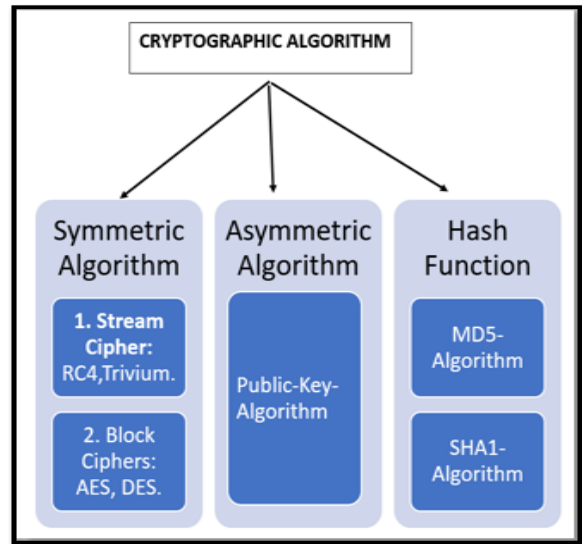 CRYPTOGRAPHIC ALGORITHM
Symmetric
Algorithm
1. Stream
Cipher:
RC4,Trivium.
2. Block
Ciphers:
AES, DES.
Asymmetric
Algorithm
Public-Key-
Algorithm
Hash
Function
MD5-
Algorithm
SHA1-
Algorithm